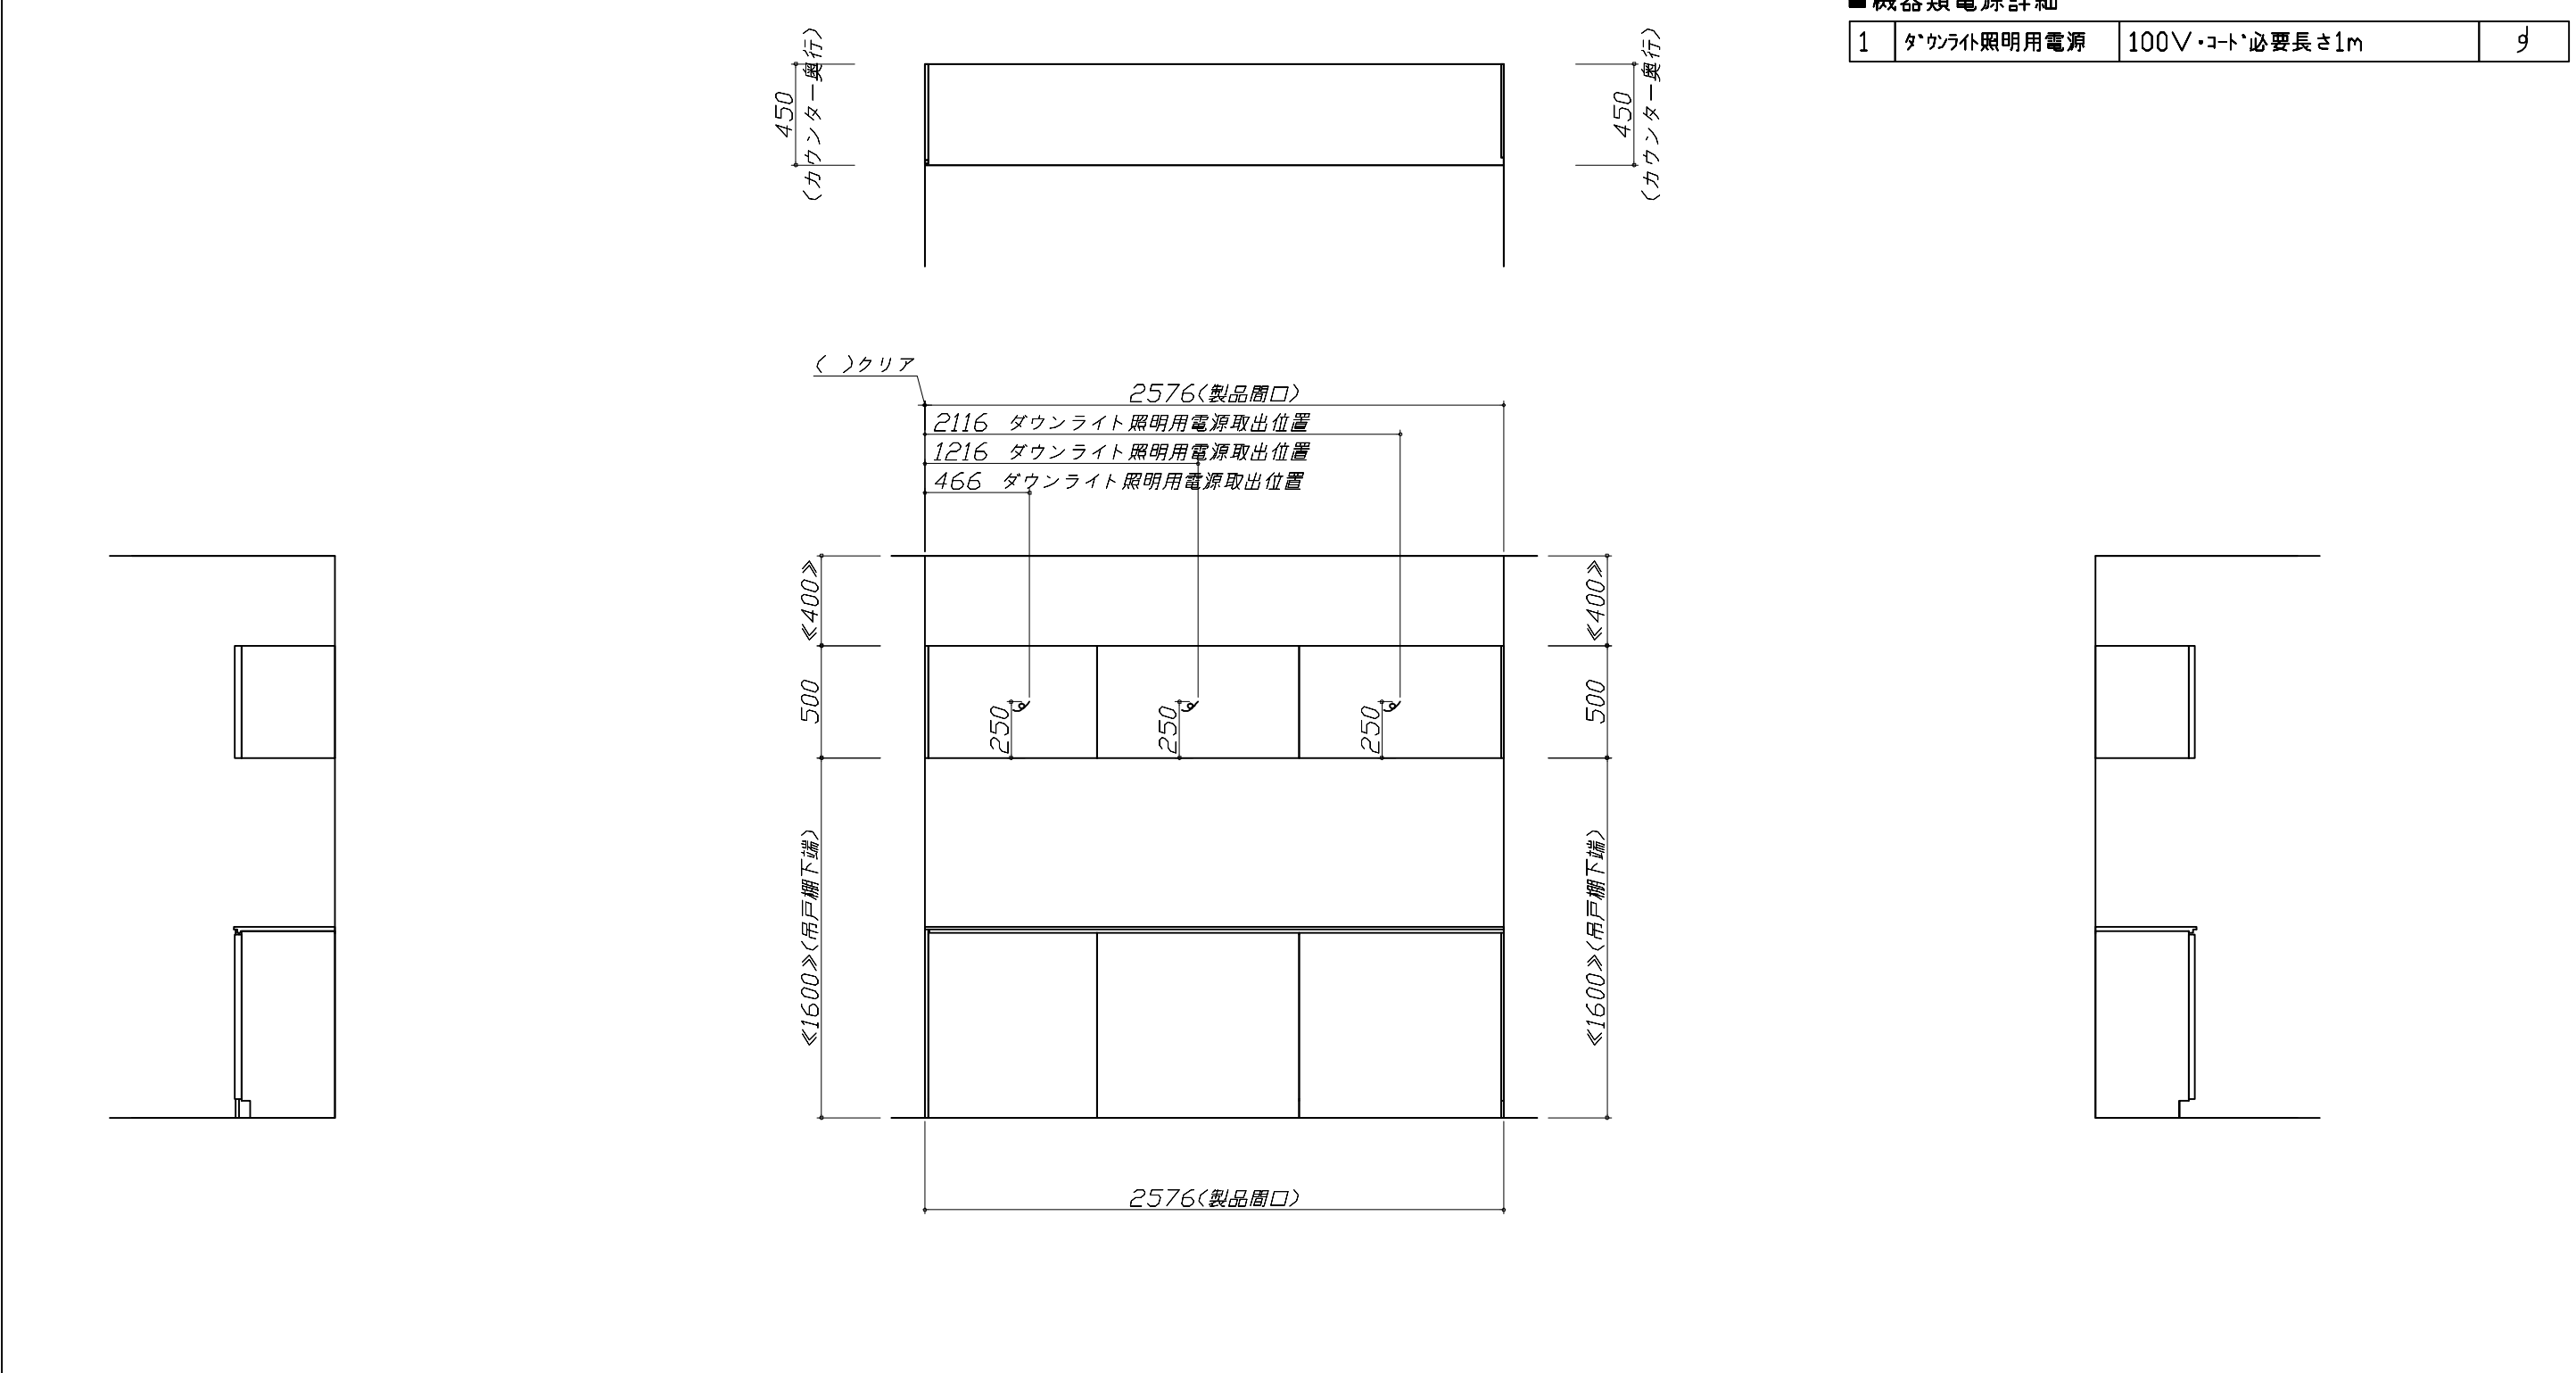 ■機器類電源詳細
1 ダウンライト照明用電源 100V・コード必要長さ1m
450
(カウンター奥行)
450
(カウンター奥行)
( )クリア
2576(製品間口)
2116 ダウンライト照明用電源取出位置
1216 ダウンライト照明用電源取出位置
466 ダウンライト照明用電源取出位置
≪400≫
≪400≫
500
250
250
250
500
≪1600≫(吊戸棚下端)
≪1600≫(吊戸棚下端)
2576(製品間口)